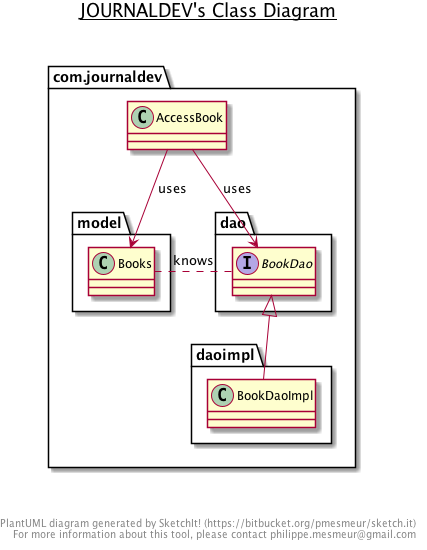 JOURNALDEV's Class Diagram
com.journaldev
C AccessBook
uses
uses
model
dao
C Books
knows
I BookDao
daoimpl
C BookDaoImpl
PlantUML diagram generated by SketchIt! (https://bitbucket.org/pmesmeur/sketch.it)
For more information about this tool, please contact philippe.mesmeur@gmail.com